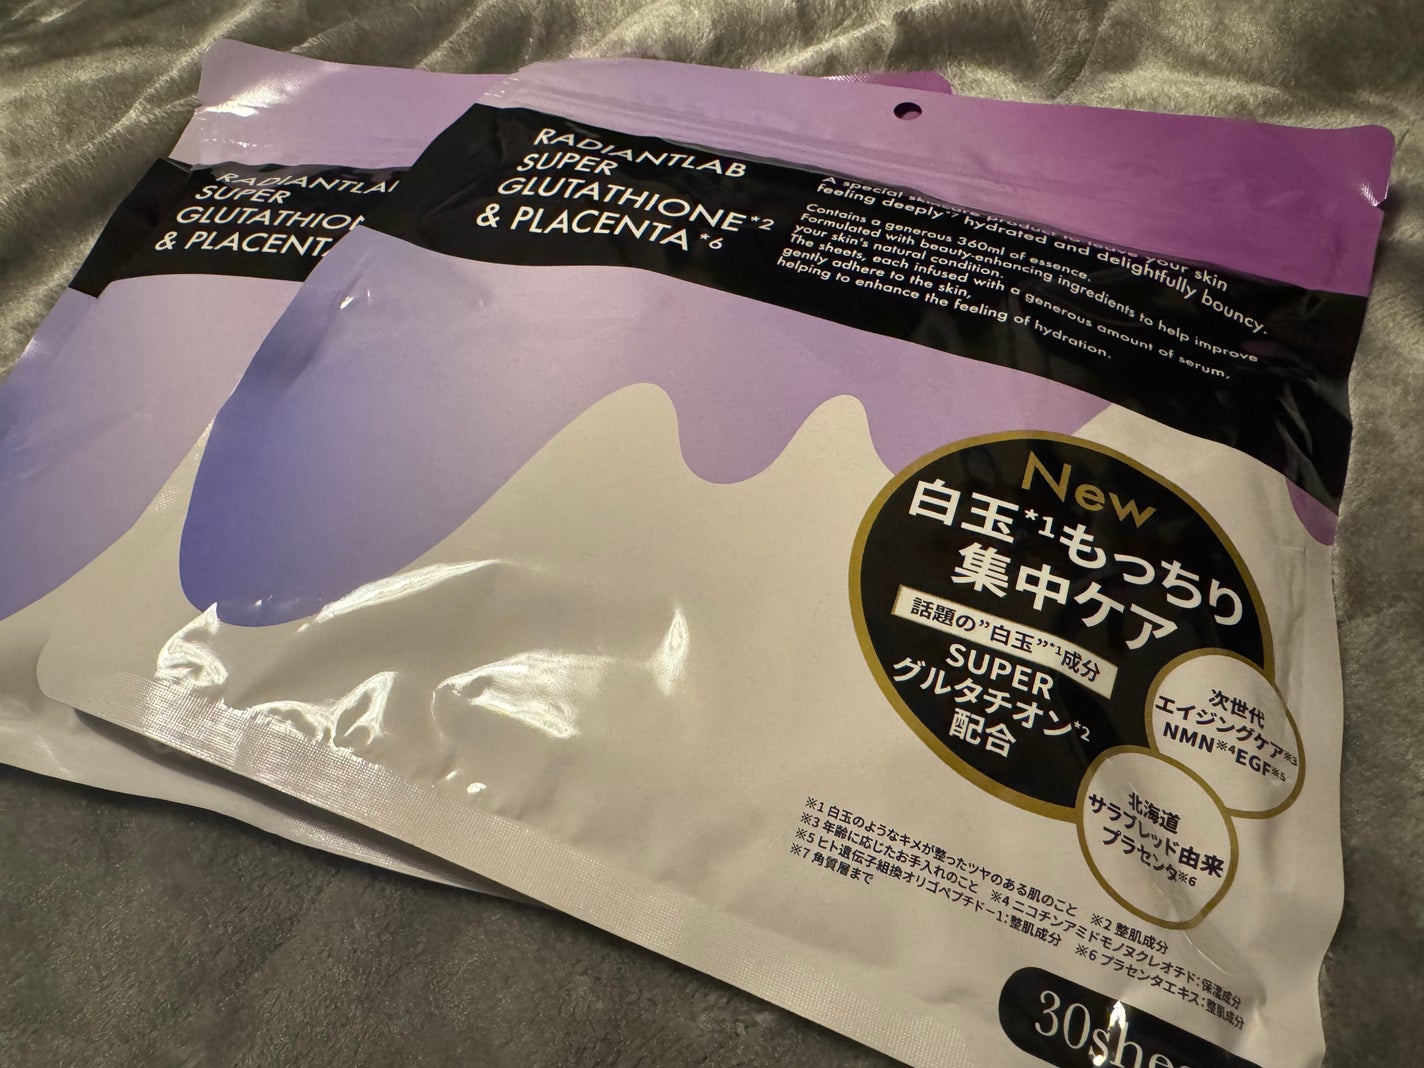 RADIANTLAB
SUPER
GLUTATHIONE*2
& PLACENTA*6
A special skincare product to leave your skin
feeling deeply*7 hydrated and delightfully bouncy.
Contains a generous 360ml of essence.
Formulated with beauty-enhancing ingredients to help improve
your skin's natural condition.
The sheets, each infused with a generous amount of serum,
gently adhere to the skin,
helping to enhance the feeling of hydration.
New
白玉*1もっちり
集中ケア
話題の"白玉"*1成分
SUPER
グルタチオン*2
配合
次世代
エイジングケア※3
NMN※4EGF※5
北海道
サラブレッド由来
プラセンタ※6
※1 白玉のようなキメが整ったツヤのある肌のこと ※2 整肌成分
※3 年齢に応じたお手入れのこと ※4 ニコチンアミドモノヌクレオチド:保湿成分
※5 ヒト遺伝子組換オリゴペプチド-1:整肌成分 ※6 プラセンタエキス:整肌成分
※7 角質層まで
30she
RADIANTLA
SUPER
GLUTATHION
& PLACENT